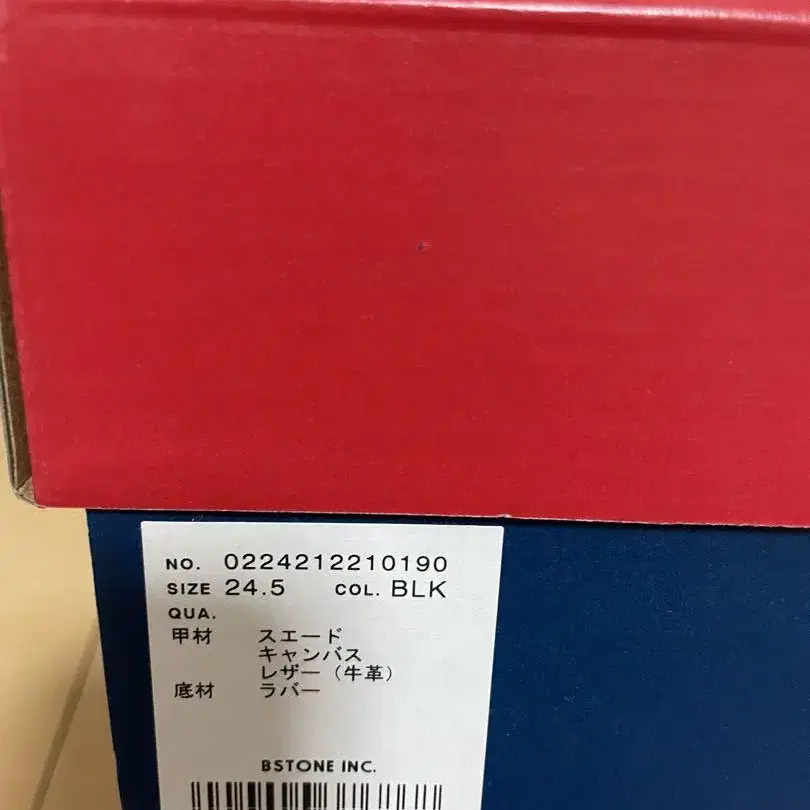 NO. 0224212210190
SIZE 24.5 COL. BLK
QUA.
甲材 スエード
キャンバス
レザー（牛革）
底材 ラバー
BSTONE INC.